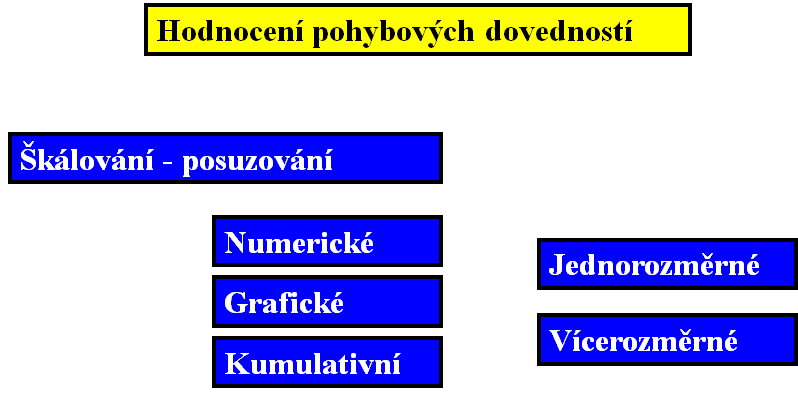 Hodnocení pohybových dovedností
Škálování - posuzování
Numerické
Grafické
Kumulativní
Jednorozměrné
Vícerozměrné